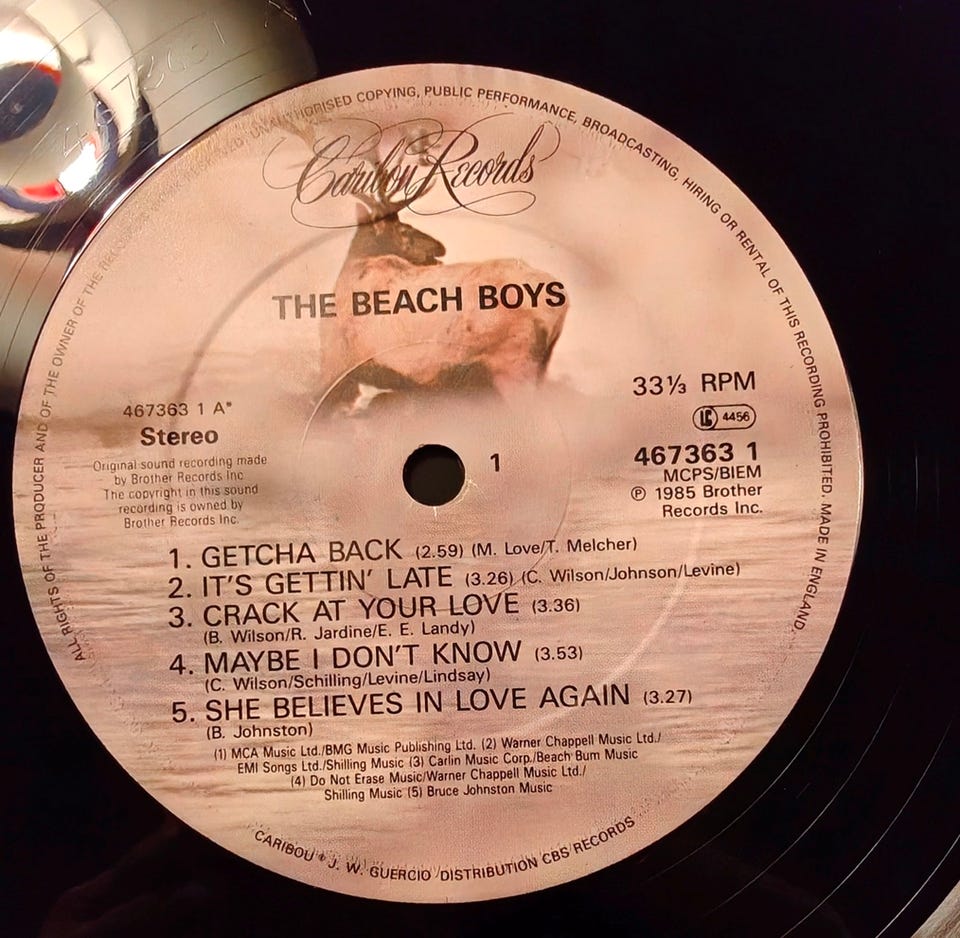 ALL RIGHTS OF THE PRODUCER AND OF THE OWNER OF THE UNAUTHORISED COPYING, PUBLIC PERFORMANCE, BROADCASTING, HIRING OR RENTAL OF THIS RECORDING PROHIBITED. MADE IN ENGLAND.
Caribou Records
THE BEACH BOYS
467363 1 A*
Stereo
Original sound recording made
by Brother Records Inc
The copyright in this sound
recording is owned by
Brother Records Inc.
1
33⅓ RPM
LC 4456
467363 1
MCPS/BIEM
℗ 1985 Brother
Records Inc.
1. GETCHA BACK (2.59) (M. Love/T. Melcher)
2. IT'S GETTIN' LATE (3.26) (C. Wilson/Johnson/Levine)
3. CRACK AT YOUR LOVE (3.36)
(B. Wilson/R. Jardine/E. E. Landy)
4. MAYBE I DON'T KNOW (3.53)
(C. Wilson/Schilling/Levine/Lindsay)
5. SHE BELIEVES IN LOVE AGAIN (3.27)
(B. Johnston)
(1) MCA Music Ltd./BMG Music Publishing Ltd. (2) Warner Chappell Music Ltd./
EMI Songs Ltd./Shilling Music (3) Carlin Music Corp./Beach Bum Music
(4) Do Not Erase Music/Warner Chappell Music Ltd./
Shilling Music (5) Bruce Johnston Music
CARIBOU + J. W. GUERCIO DISTRIBUTION CBS RECORDS